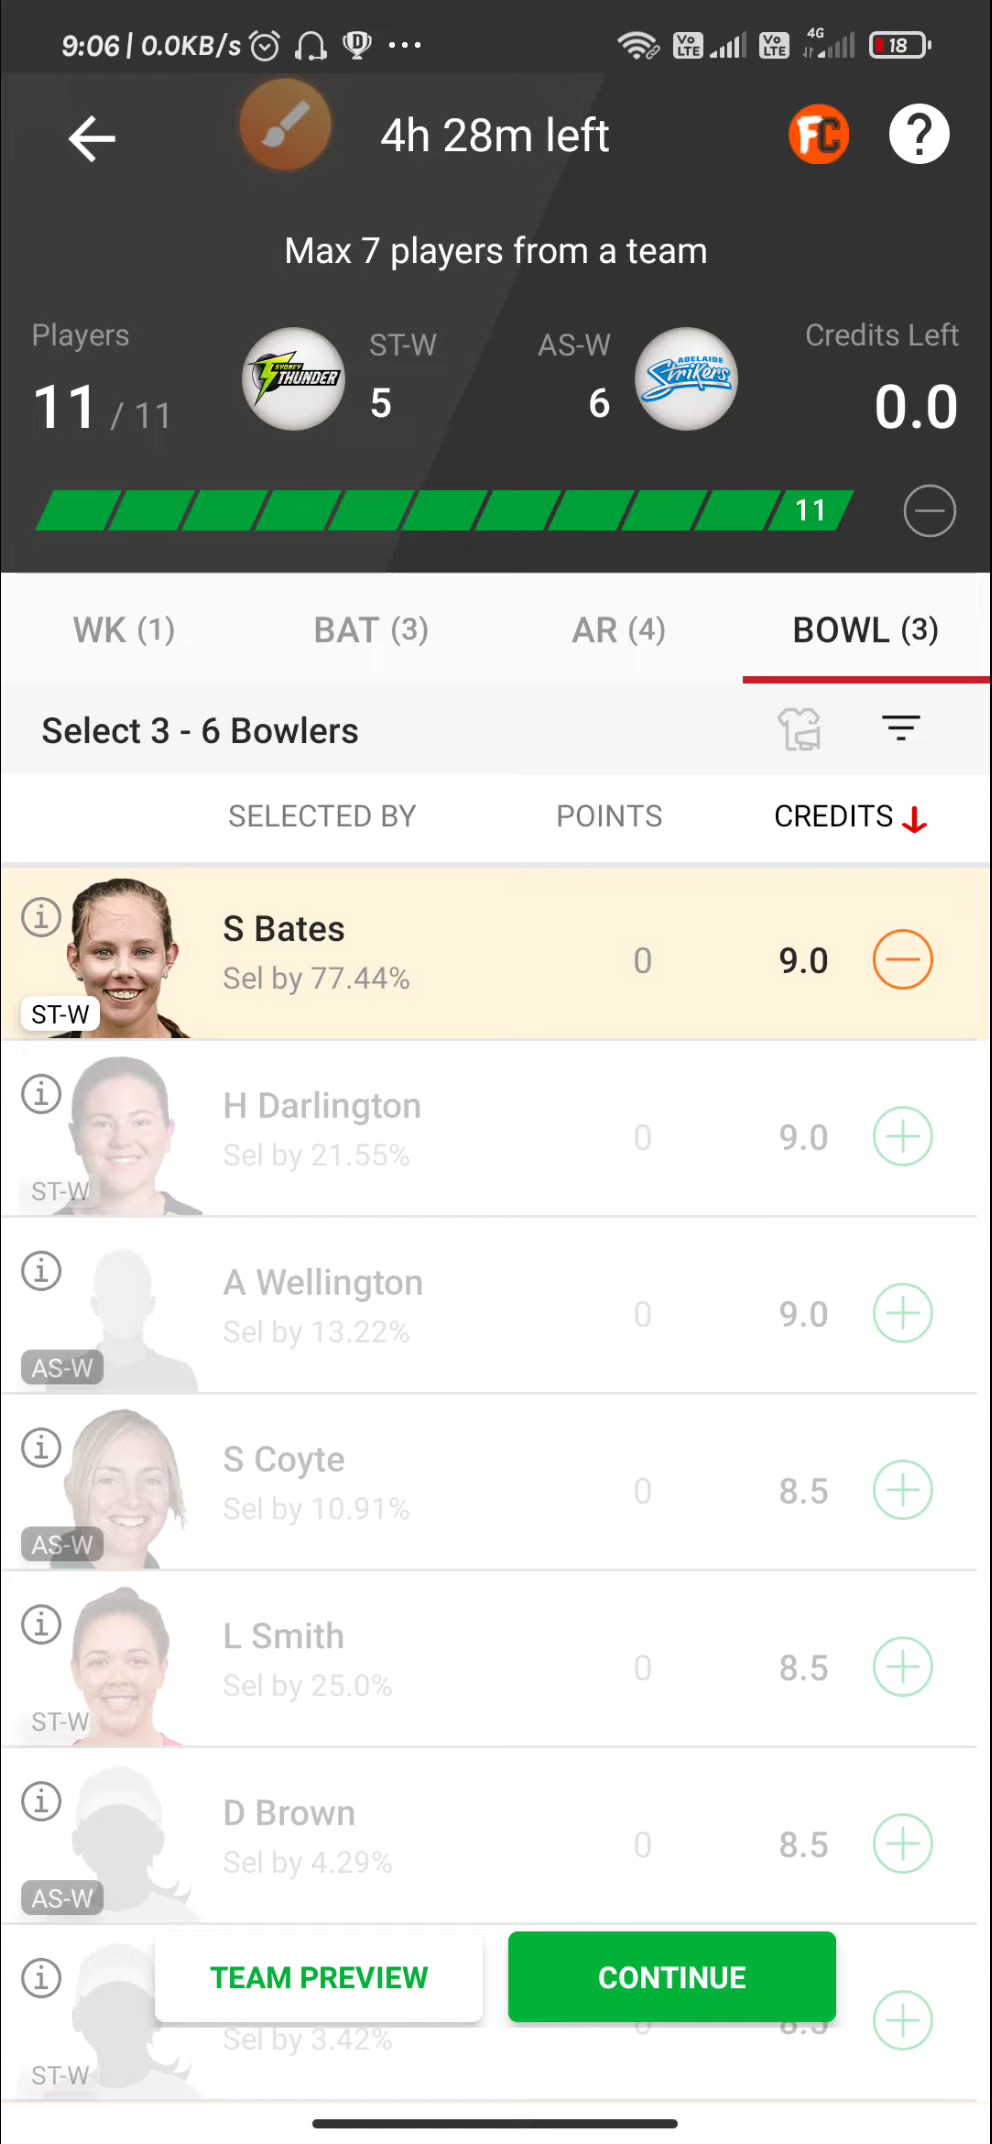 9:06 | 0.0KB/s
4G
18
4h 28m left
FC
?
Max 7 players from a team
Players
ST-W
AS-W
Credits Left
11 / 11
SYDNEY THUNDER
5
6
ADELAIDE Strikers
0.0
11
WK (1)
BAT (3)
AR (4)
BOWL (3)
Select 3 - 6 Bowlers
SELECTED BY
POINTS
CREDITS
S Bates
Sel by 77.44%
0
9.0
ST-W
H Darlington
Sel by 21.55%
0
9.0
ST-W
A Wellington
Sel by 13.22%
0
9.0
AS-W
S Coyte
Sel by 10.91%
0
8.5
AS-W
L Smith
Sel by 25.0%
0
8.5
ST-W
D Brown
Sel by 4.29%
0
8.5
AS-W
TEAM PREVIEW
CONTINUE
Sel by 3.42%
ST-W